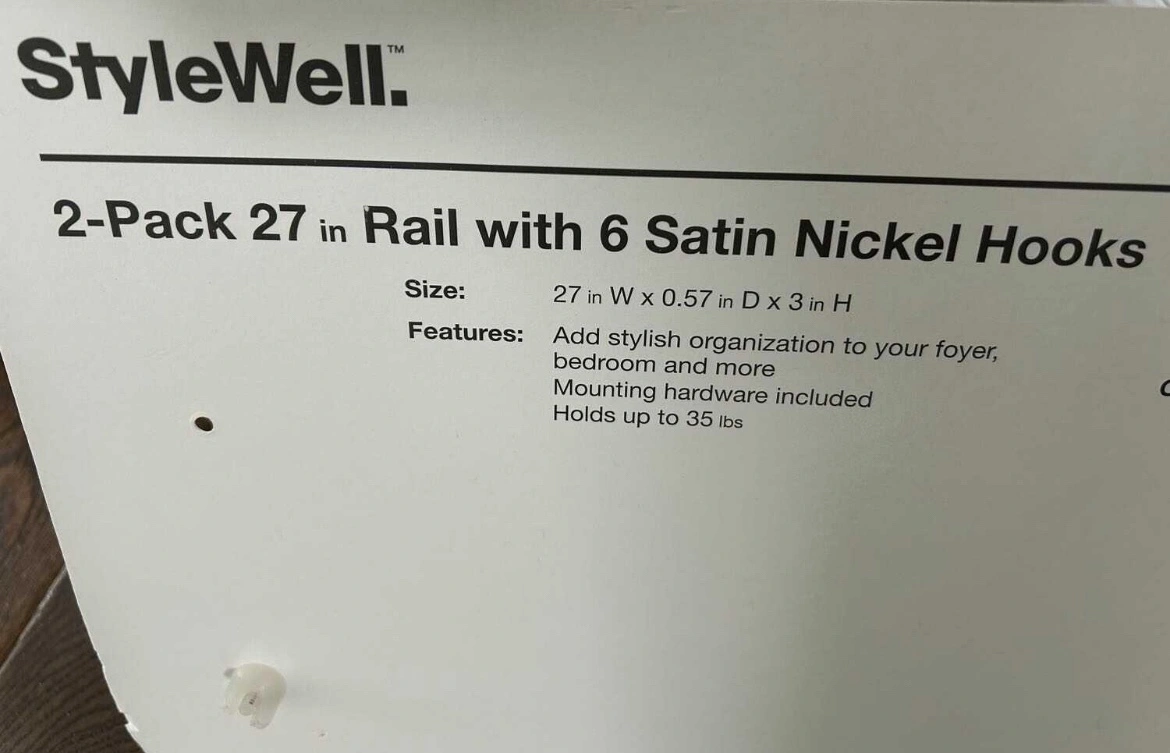 StyleWell.™
2-Pack 27 in Rail with 6 Satin Nickel Hooks
Size: 27 in W x 0.57 in D x 3 in H
Features: Add stylish organization to your foyer,
bedroom and more
Mounting hardware included
Holds up to 35 lbs